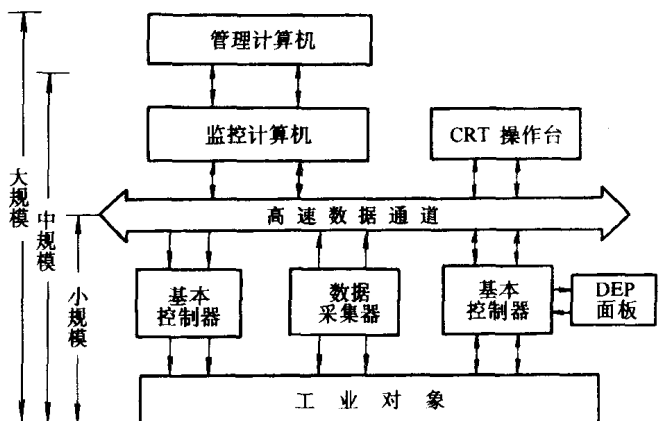 管理计算机
监控计算机
CRT 操作台
大规模
中规模
小规模
高速数据通道
基本
控制器
数据
采集器
基本
控制器
DEP
面板
工业对象